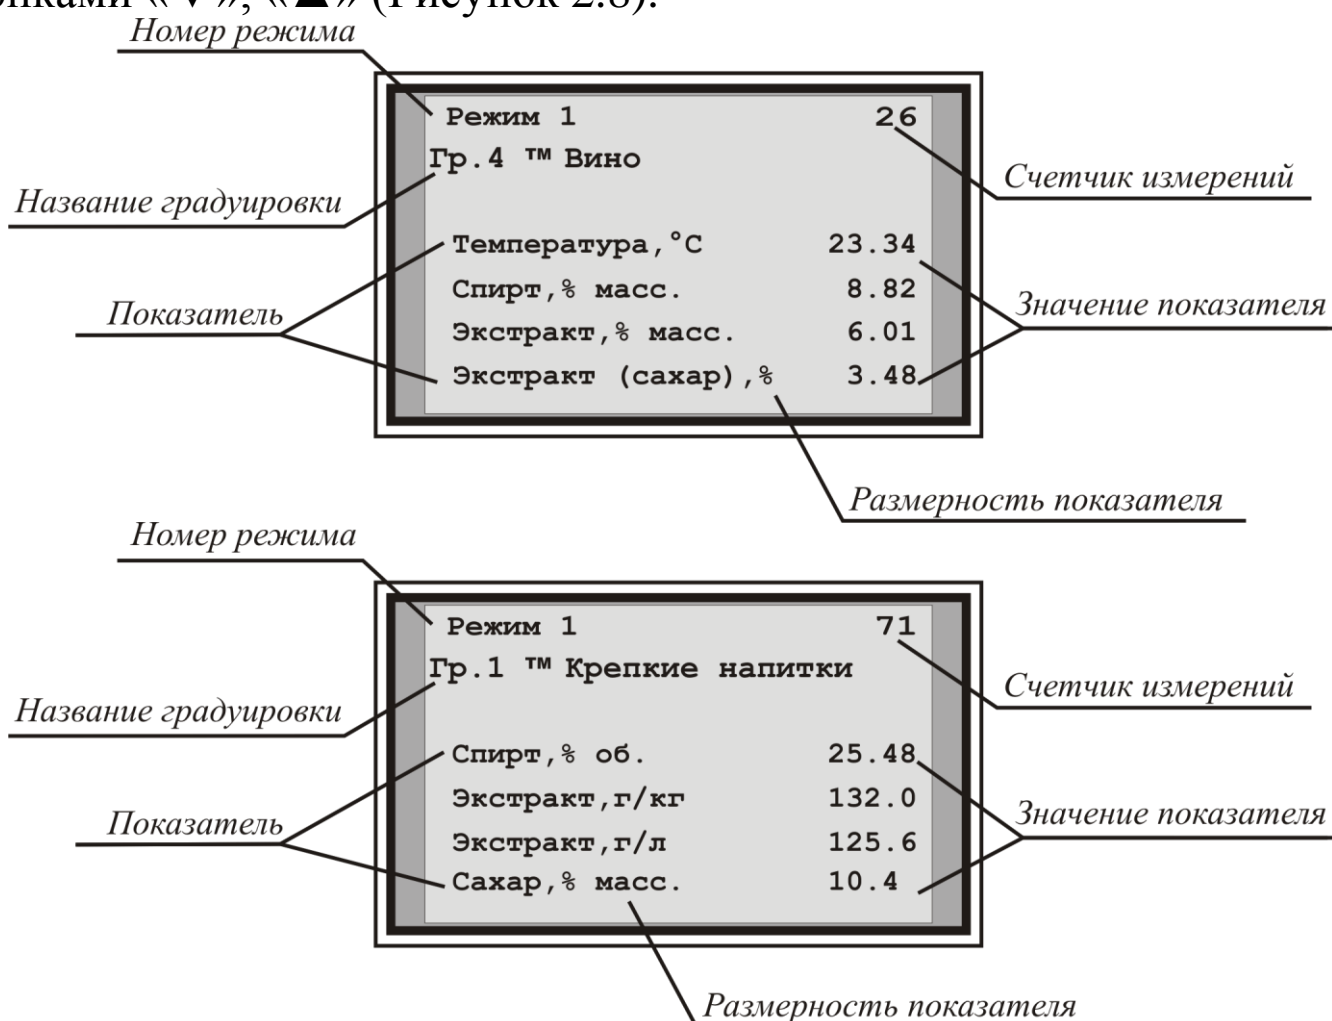 «▼», «▲» (Рисунок 2.8).
Номер режима
Режим 1 26
Гр.4 ™ Вино
Счетчик измерений
Название градуировки
Температура,°С 23.34
Спирт,% масс. 8.82
Показатель
Значение показателя
Экстракт,% масс. 6.01
Экстракт (сахар),% 3.48
Размерность показателя
Номер режима
Режим 1 71
Гр.1 ™ Крепкие напитки
Счетчик измерений
Название градуировки
Спирт,% об. 25.48
Экстракт,г/кг 132.0
Показатель
Значение показателя
Экстракт,г/л 125.6
Сахар,% масс. 10.4
Размерность показателя